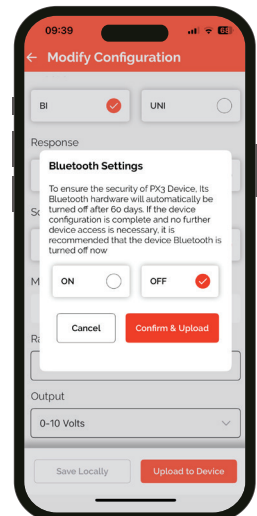 09:39
68
← Modify Configuration
BI
UNI
Response
Bluetooth Settings
To ensure the security of PX3 Device, Its
Bluetooth hardware will automatically be
turned off after 60 days. If the device
configuration is complete and no further
device access is necessary, it is
recommended that the device Bluetooth is
turned off now
ON
OFF
Cancel
Confirm & Upload
Output
0-10 Volts
Save Locally
Upload to Device